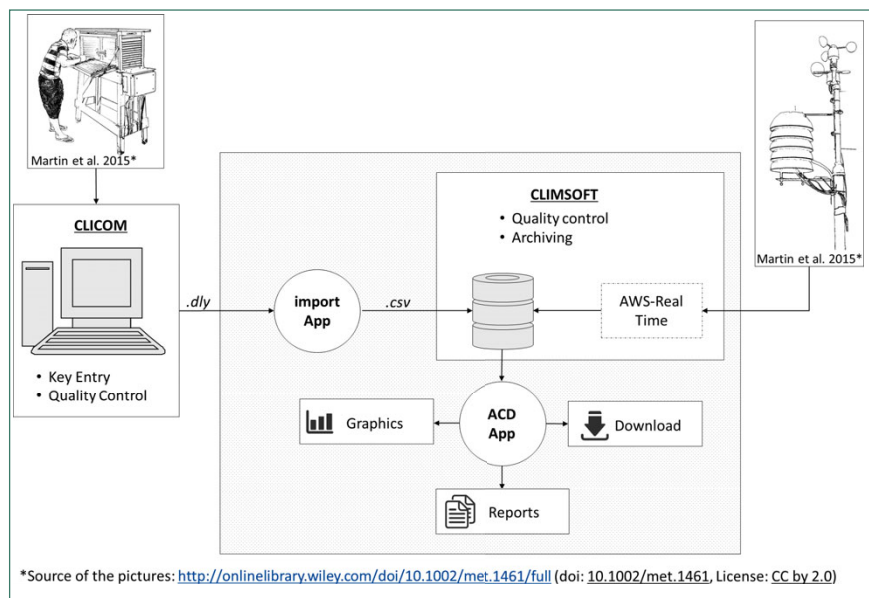 Martin et al. 2015*
CLICOM
• Key Entry
• Quality Control
.dly
import
App
.csv
CLIMSOFT
• Quality control
• Archiving
AWS-Real
Time
Martin et al. 2015*
ACD
App
Graphics
Download
Reports
*Source of the pictures: http://onlinelibrary.wiley.com/doi/10.1002/met.1461/full (doi: 10.1002/met.1461, License: CC by 2.0)